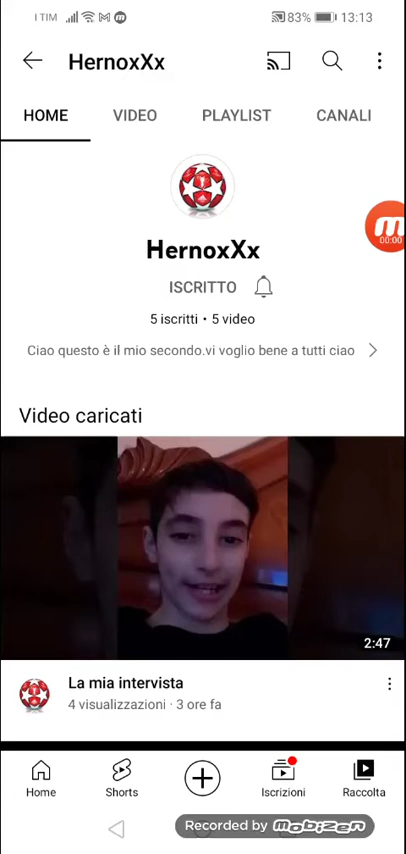 I TIM 83% 13:13
HernoxXx
HOME VIDEO PLAYLIST CANALI
m
00:00
HernoxXx
ISCRITTO
5 iscritti • 5 video
Ciao questo è il mio secondo.vi voglio bene a tutti ciao
Video caricati
2:47
La mia intervista
4 visualizzazioni · 3 ore fa
Home Shorts Iscrizioni Raccolta
Recorded by mobizen